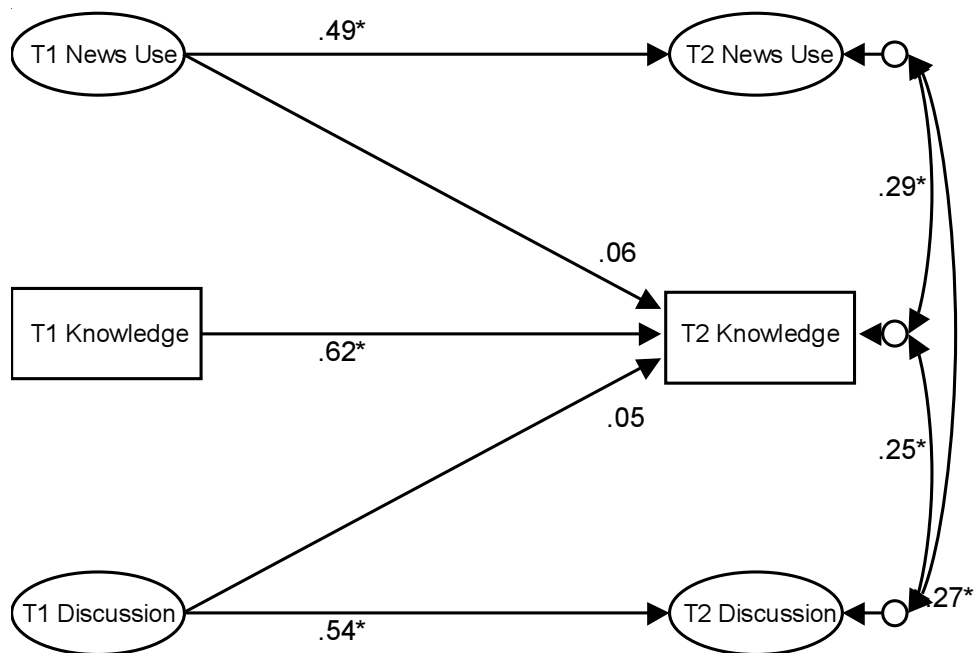 T1 News Use
.49*
T2 News Use
.29*
.06
T1 Knowledge
.62*
T2 Knowledge
.05
.25*
T1 Discussion
.54*
T2 Discussion
.27*